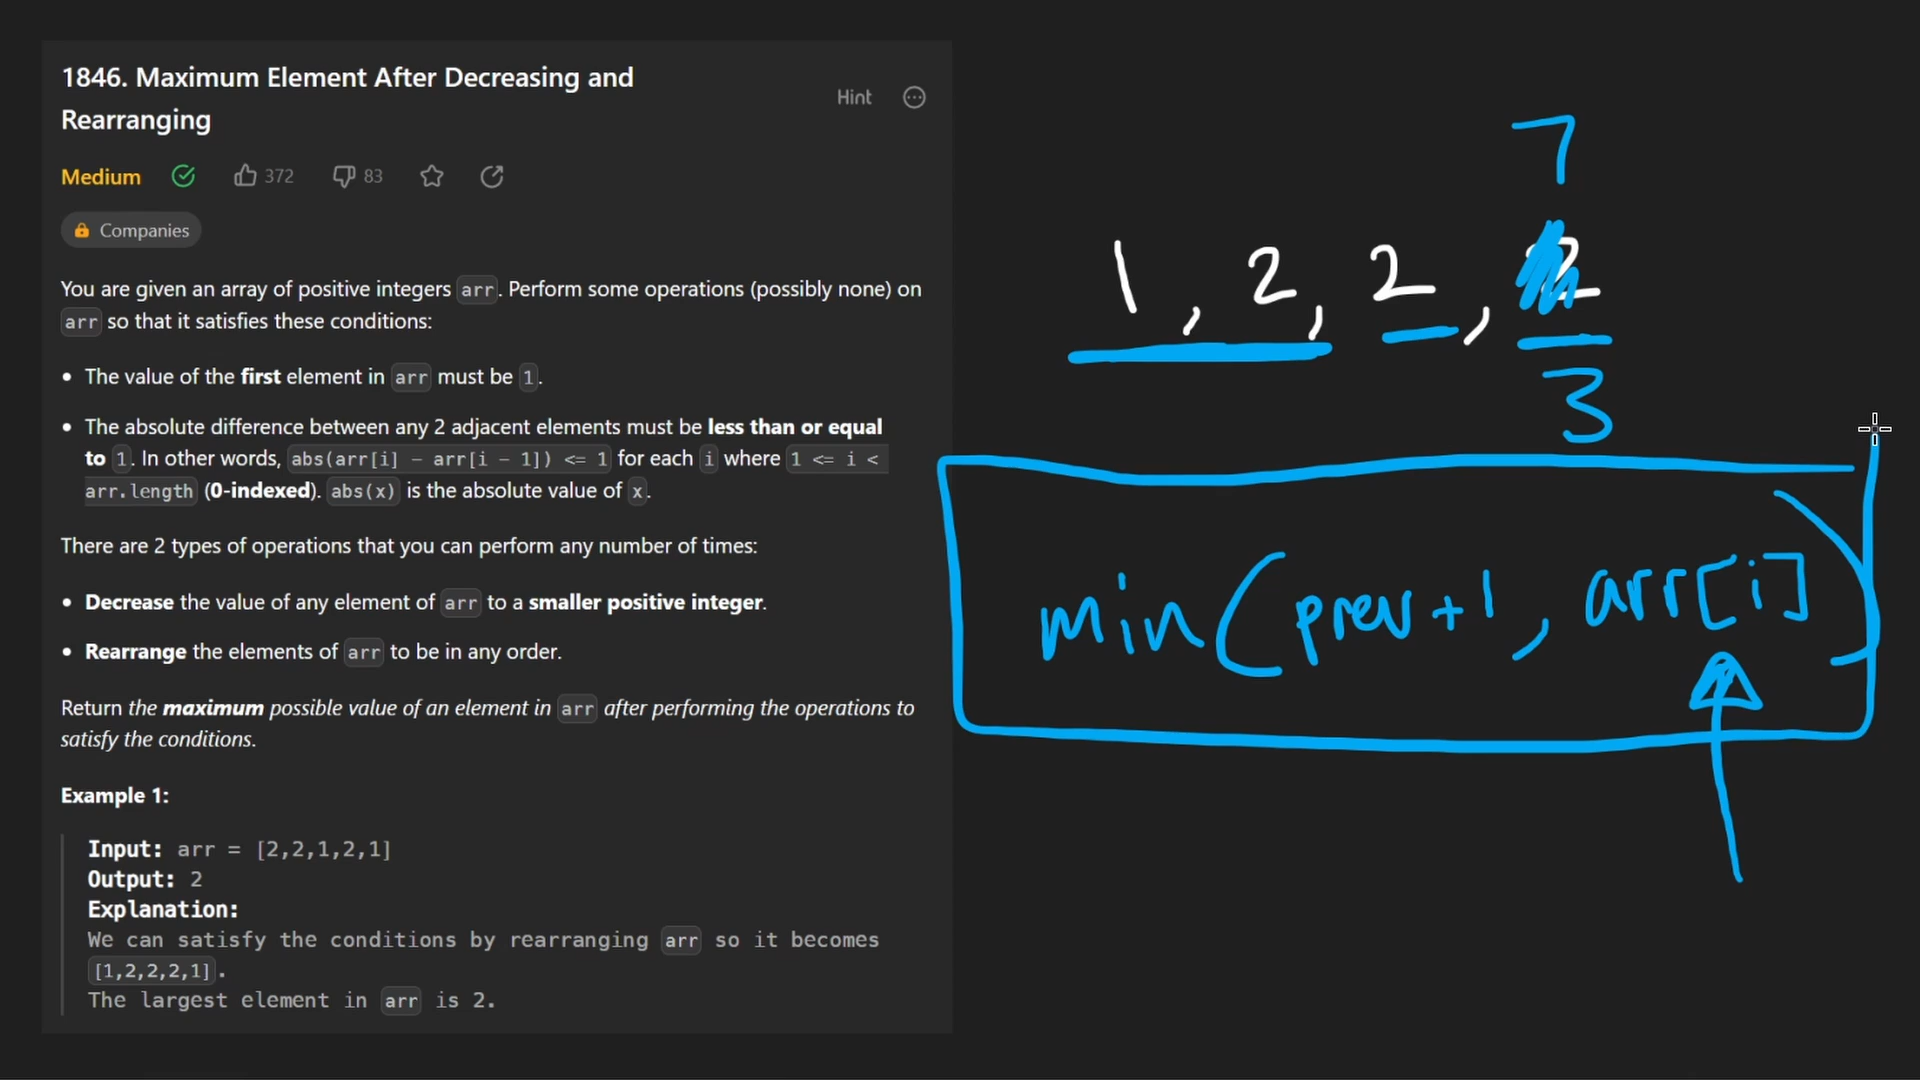 1846. Maximum Element After Decreasing and
Rearranging
Hint
Medium
372
83
Companies
You are given an array of positive integers arr. Perform some operations (possibly none) on
arr so that it satisfies these conditions:
• The value of the first element in arr must be 1.
• The absolute difference between any 2 adjacent elements must be less than or equal
to 1. In other words, abs(arr[i] - arr[i - 1]) <= 1 for each i where 1 <= i <
arr.length (0-indexed). abs(x) is the absolute value of x.
There are 2 types of operations that you can perform any number of times:
• Decrease the value of any element of arr to a smaller positive integer.
• Rearrange the elements of arr to be in any order.
Return the maximum possible value of an element in arr after performing the operations to
satisfy the conditions.
Example 1:
Input: arr = [2,2,1,2,1]
Output: 2
Explanation:
We can satisfy the conditions by rearranging arr so it becomes
[1,2,2,2,1].
The largest element in arr is 2.
7
1, 2, 2, 2
3
min(prev+1, arr[i])